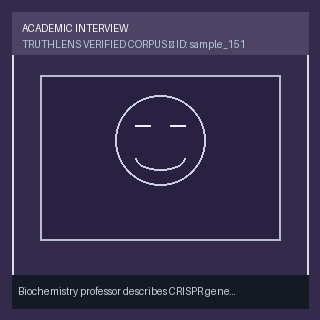 ACADEMIC INTERVIEW
TRUTHLENS VERIFIED CORPUS ID: sample_151
Biochemistry professor describes CRISPR gene...